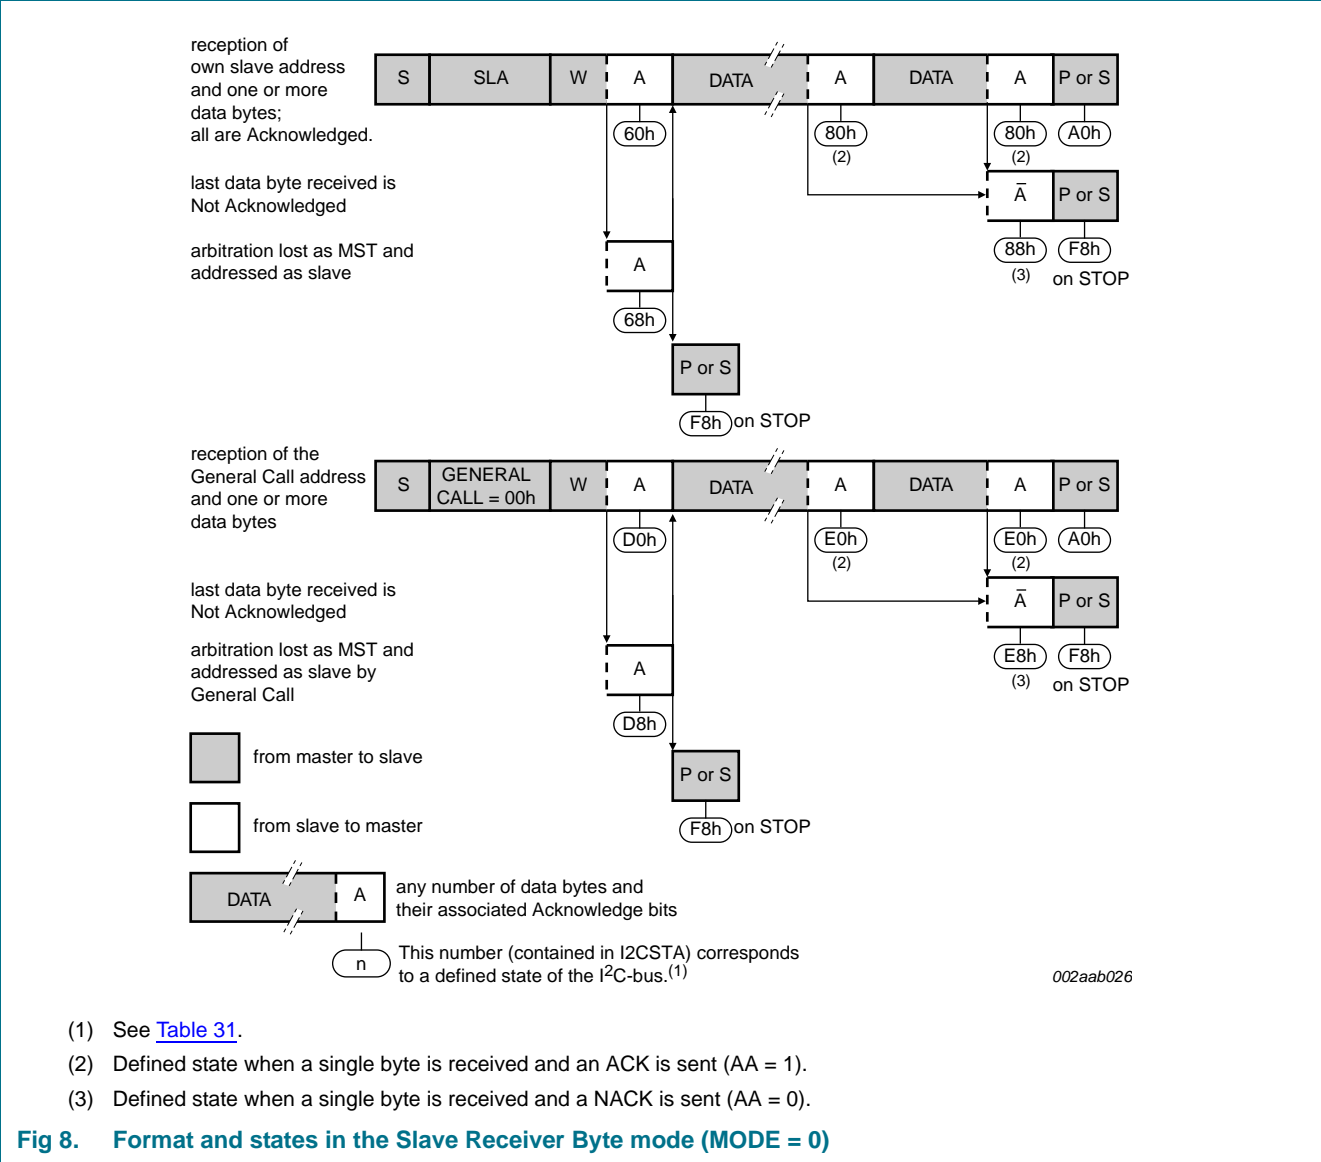 reception of
own slave address
and one or more
data bytes;
all are Acknowledged.
S SLA W A DATA A DATA A P or S
60h 80h 80h A0h
(2) (2)
last data byte received is
Not Acknowledged
A̅ P or S
88h F8h
(3) on STOP
arbitration lost as MST and
addressed as slave
A
68h
P or S
F8h on STOP
reception of the
General Call address
and one or more
data bytes
S GENERAL CALL = 00h W A DATA A DATA A P or S
D0h E0h E0h A0h
(2) (2)
last data byte received is
Not Acknowledged
A̅ P or S
E8h F8h
(3) on STOP
arbitration lost as MST and
addressed as slave by
General Call
A
D8h
P or S
F8h on STOP
from master to slave
from slave to master
DATA A
any number of data bytes and
their associated Acknowledge bits
n
This number (contained in I2CSTA) corresponds
to a defined state of the I²C-bus.(1)
002aab026
(1) See Table 31.
(2) Defined state when a single byte is received and an ACK is sent (AA = 1).
(3) Defined state when a single byte is received and a NACK is sent (AA = 0).
Fig 8. Format and states in the Slave Receiver Byte mode (MODE = 0)